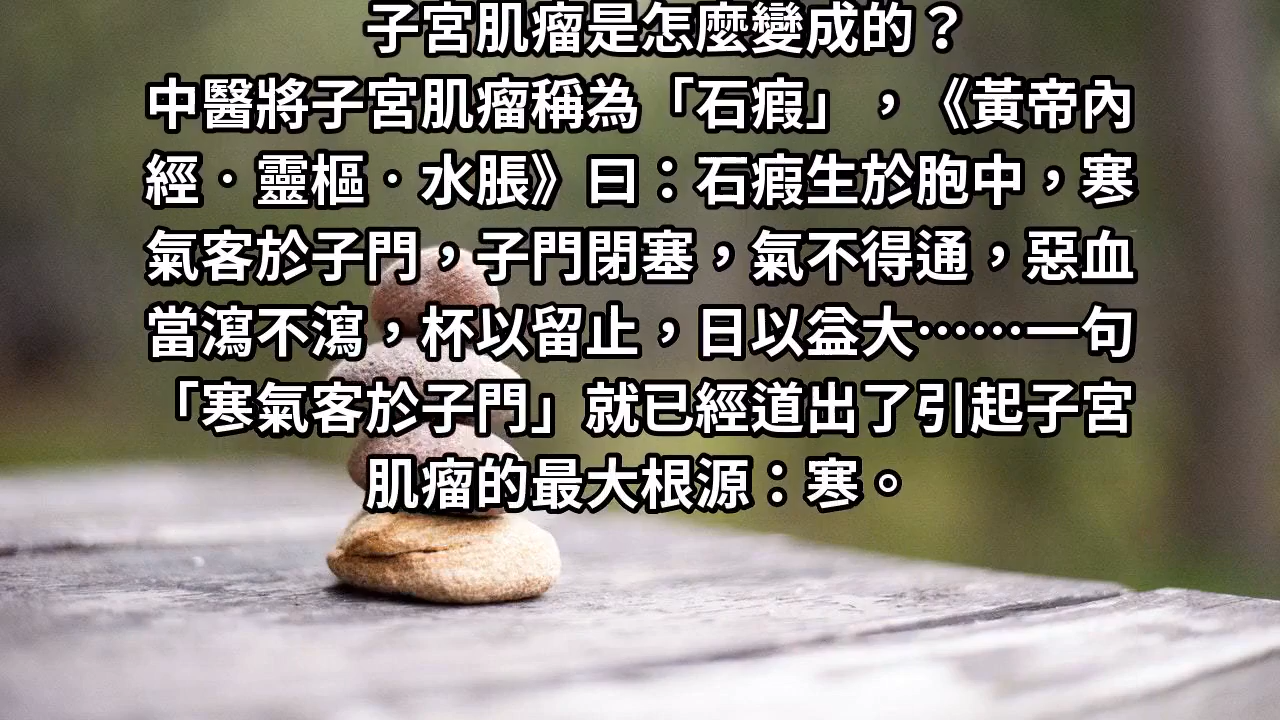 子宮肌瘤是怎麼變成的？
中醫將子宮肌瘤稱為「石瘕」，《黃帝內
經．靈樞．水脹》曰：石瘕生於胞中，寒
氣客於子門，子門閉塞，氣不得通，惡血
當瀉不瀉，杯以留止，日以益大……一句
「寒氣客於子門」就已經道出了引起子宮
肌瘤的最大根源：寒。